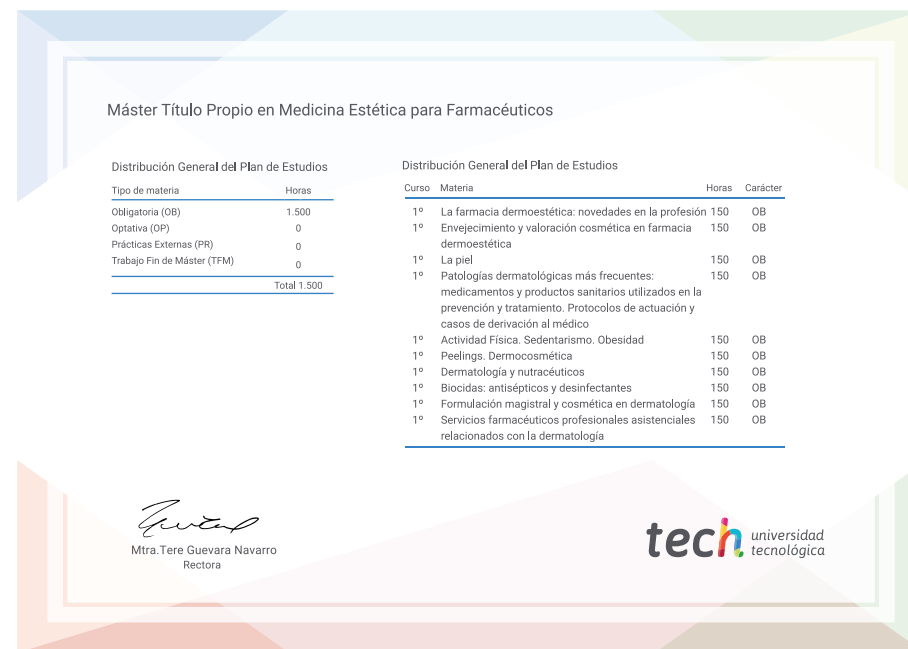 Máster Título Propio en Medicina Estética para Farmacéuticos
Distribución General del Plan de Estudios
Tipo de materia Horas
Obligatoria (OB) 1.500
Optativa (OP) 0
Prácticas Externas (PR) 0
Trabajo Fin de Máster (TFM) 0
Total 1.500
Distribución General del Plan de Estudios
Curso Materia Horas Carácter
1º La farmacia dermoestética: novedades en la profesión 150 OB
1º Envejecimiento y valoración cosmética en farmacia 150 OB
dermoestética
1º La piel 150 OB
1º Patologías dermatológicas más frecuentes: 150 OB
medicamentos y productos sanitarios utilizados en la
prevención y tratamiento. Protocolos de actuación y
casos de derivación al médico
1º Actividad Física. Sedentarismo. Obesidad 150 OB
1º Peelings. Dermocosmética 150 OB
1º Dermatología y nutracéuticos 150 OB
1º Biocidas: antisépticos y desinfectantes 150 OB
1º Formulación magistral y cosmética en dermatología 150 OB
1º Servicios farmacéuticos profesionales asistenciales 150 OB
relacionados con la dermatología
Mtra.Tere Guevara Navarro
Rectora
tech universidad
tecnológica